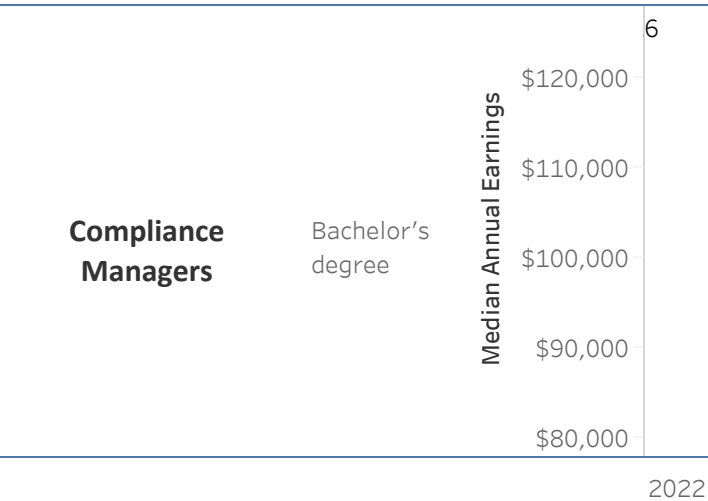 6
$120,000
$110,000
$100,000
$90,000
$80,000
Median Annual Earnings
Compliance
Managers
Bachelor's
degree
2022